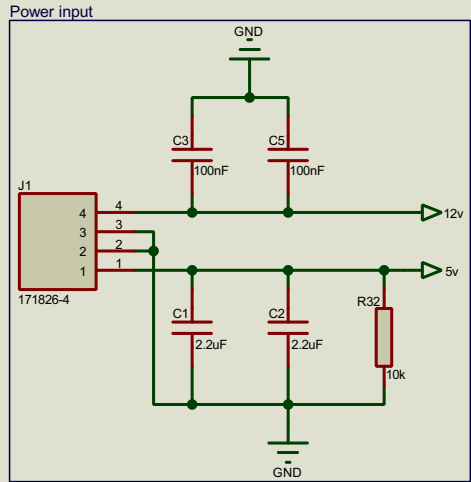 Power input
GND
C3
C5
100nF
100nF
J1
4
4
12v
3
3
2
2
1
1
5v
171826-4
R32
C1
C2
2.2uF
2.2uF
10k
GND